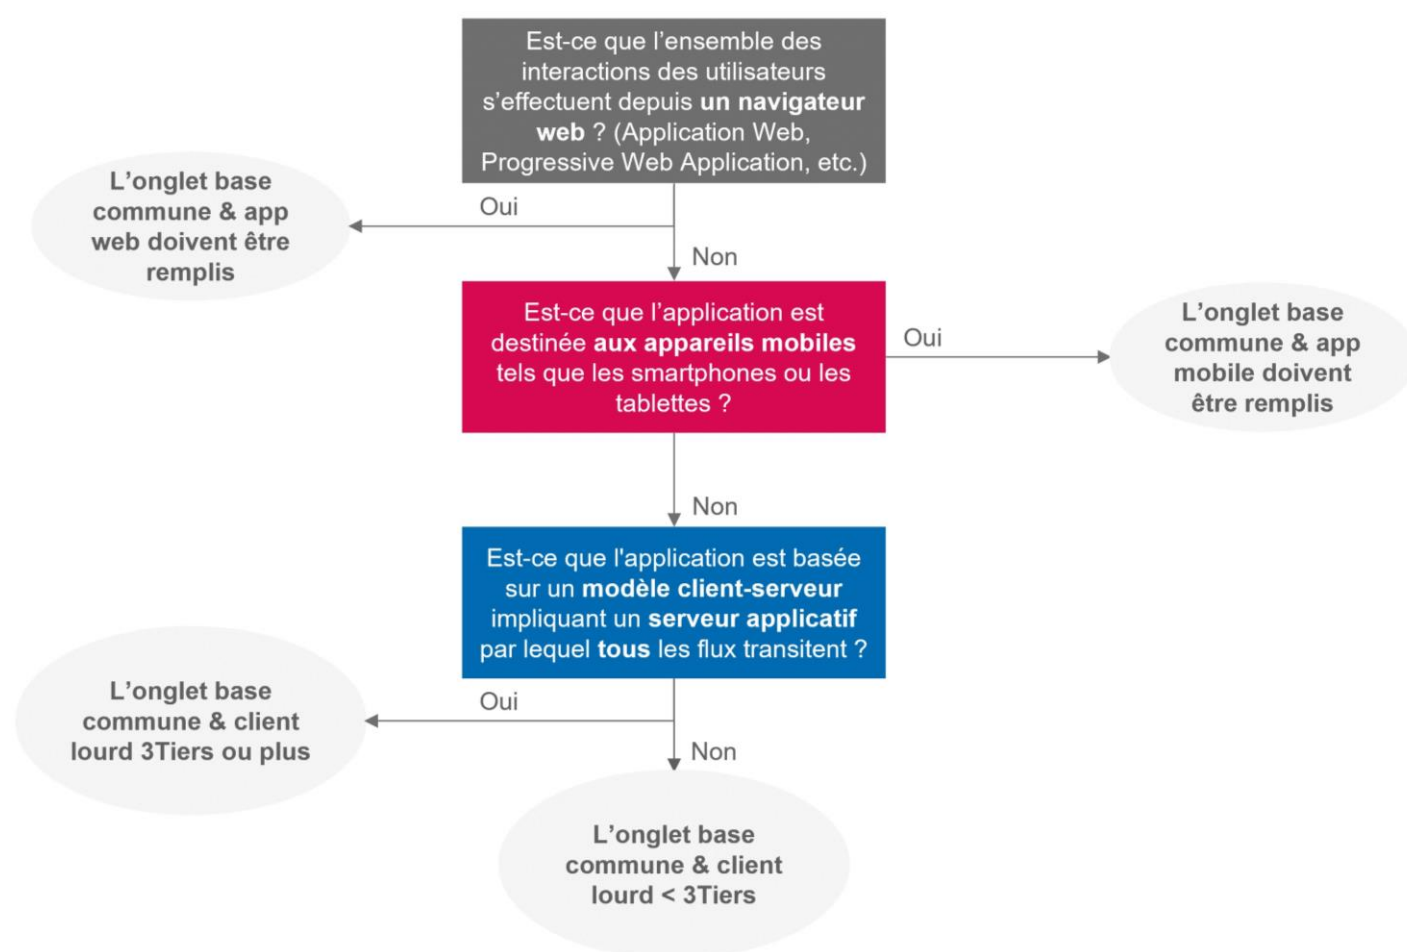 Est-ce que l’ensemble des
interactions des utilisateurs
s’effectuent depuis un navigateur
web ? (Application Web,
Progressive Web Application, etc.)
Oui
L’onglet base
commune & app
web doivent être
remplis
Non
Est-ce que l’application est
destinée aux appareils mobiles
tels que les smartphones ou les
tablettes ?
Oui
L’onglet base
commune & app
mobile doivent
être remplis
Non
Est-ce que l'application est basée
sur un modèle client-serveur
impliquant un serveur applicatif
par lequel tous les flux transitent ?
Oui
L’onglet base
commune & client
lourd 3Tiers ou plus
Non
L’onglet base
commune & client
lourd < 3Tiers